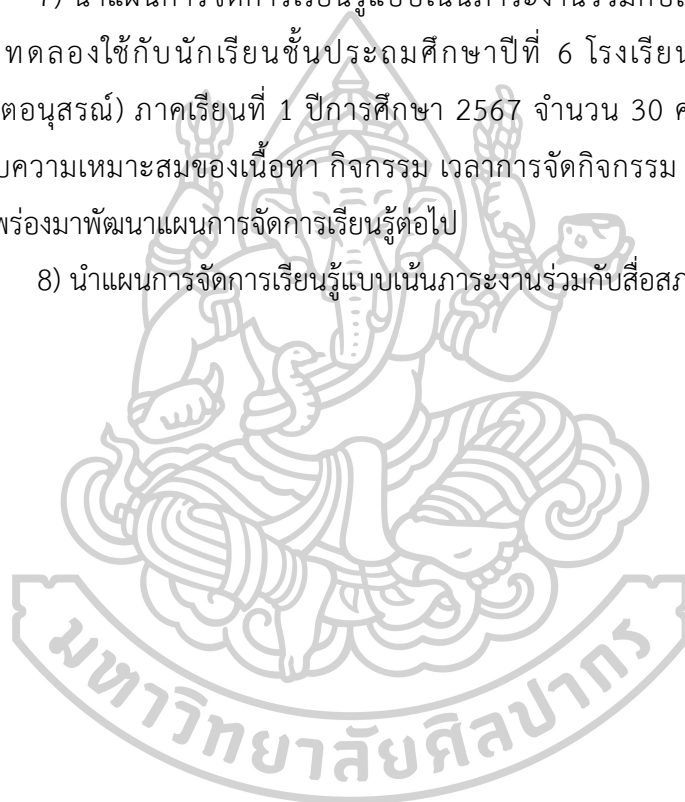 7) นำแผนการจัดการเรียนรู้แบบเน้นภาระงานร่วมกับ
ทดลองใช้กับนักเรียนชั้นประถมศึกษาปีที่ 6 โรงเรียน
ตอนุสรณ์) ภาคเรียนที่ 1 ปีการศึกษา 2567 จำนวน 30 ค
บความเหมาะสมของเนื้อหา กิจกรรม เวลาการจัดกิจกรรม
พร่องมาพัฒนาแผนการจัดการเรียนรู้ต่อไป
8) นำแผนการจัดการเรียนรู้แบบเน้นภาระงานร่วมกับสื่อสภ
มหาวิทยาลัยศิลปากร